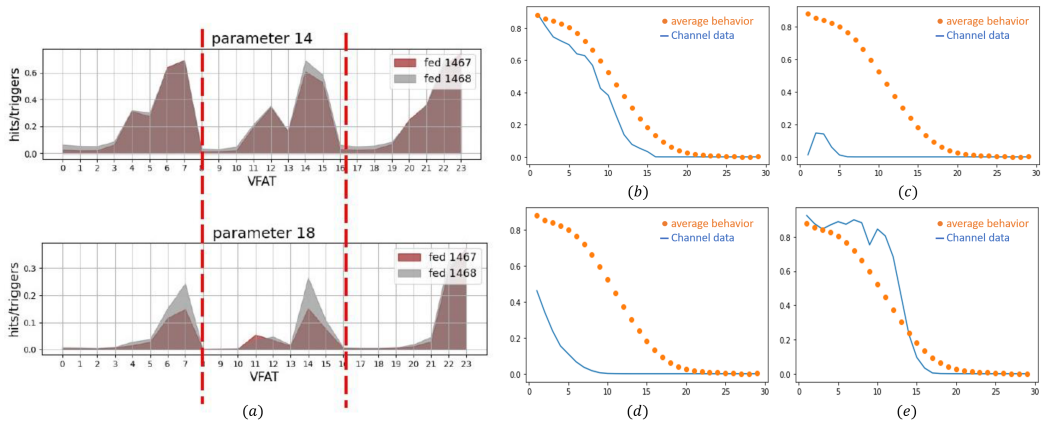 parameter 14
fed 1467
fed 1468
hits/triggers
0.6
0.4
0.2
0.0
0 1 2 3 4 5 6 7 9 10 11 12 13 14 15 16 17 18 19 20 21 22 23
VFAT
parameter 18
fed 1467
fed 1468
hits/triggers
0.3
0.2
0.1
0.0
0 1 2 3 4 5 6 7 9 10 11 12 13 14 15 16 17 18 19 20 21 22 23
VFAT
(a)
average behavior
Channel data
0.8
0.6
0.4
0.2
0.0
0 5 10 15 20 25 30
(b)
average behavior
Channel data
0.8
0.6
0.4
0.2
0.0
0 5 10 15 20 25 30
(c)
average behavior
Channel data
0.8
0.6
0.4
0.2
0.0
0 5 10 15 20 25 30
(d)
average behavior
Channel data
0.8
0.6
0.4
0.2
0.0
0 5 10 15 20 25 30
(e)